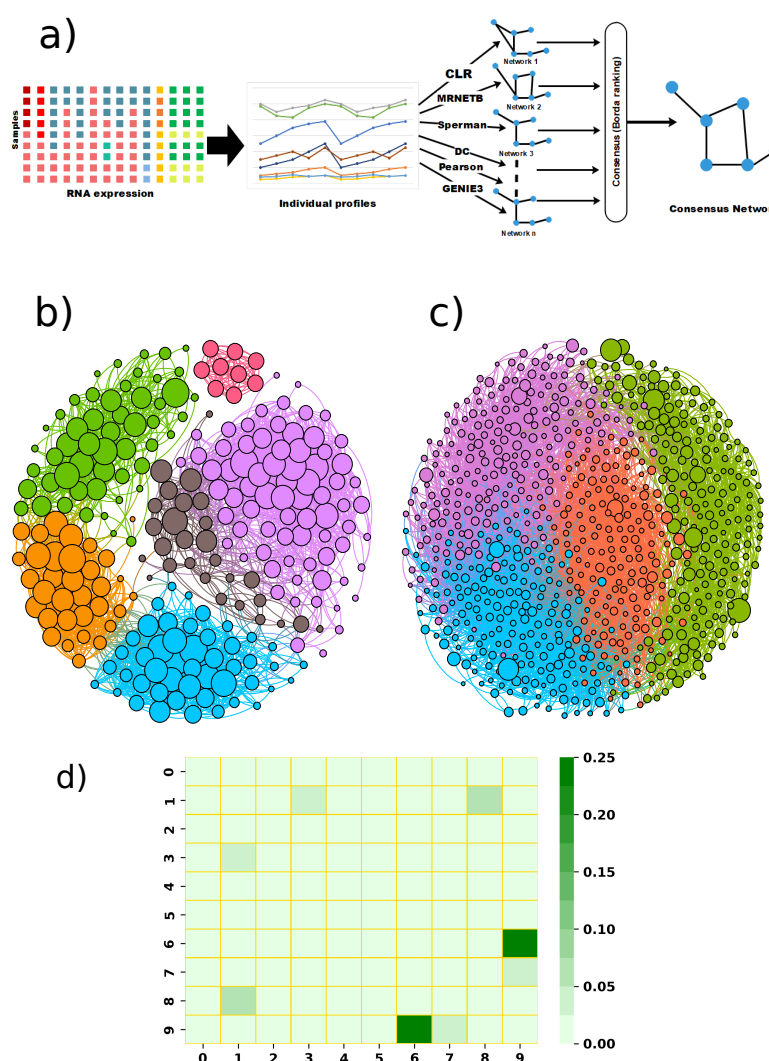 a)
Samples
RNA expression
Individual profiles
CLR
MRNETB
Sperman
DC
Pearson
GENIE3
Network 1
Network 2
Network 3
Network n
Consensus (Borda ranking)
Consensus Netw
b)
c)
d)
0
1
2
3
4
5
6
7
8
9
0 1 2 3 4 5 6 7 8 9
0.25
0.20
0.15
0.10
0.05
0.00